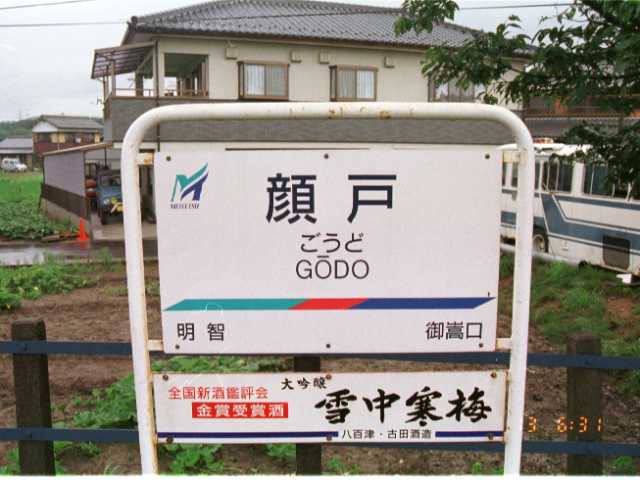 MEITETSU
顔戸
ごうど
GŌDO
明智
御嵩口
全国新酒鑑評会
金賞受賞酒
大吟醸
雪中寒梅
八百津・古田酒造
3 6:31